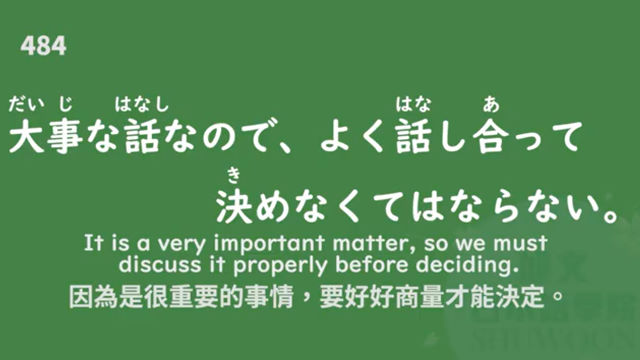 484
だい じ はなし はな あ
大事な話なので、よく話し合って
き
決めなくてはならない。
It is a very important matter, so we must
discuss it properly before deciding.
因為是很重要的事情，要好好商量才能決定。
SHUWOON